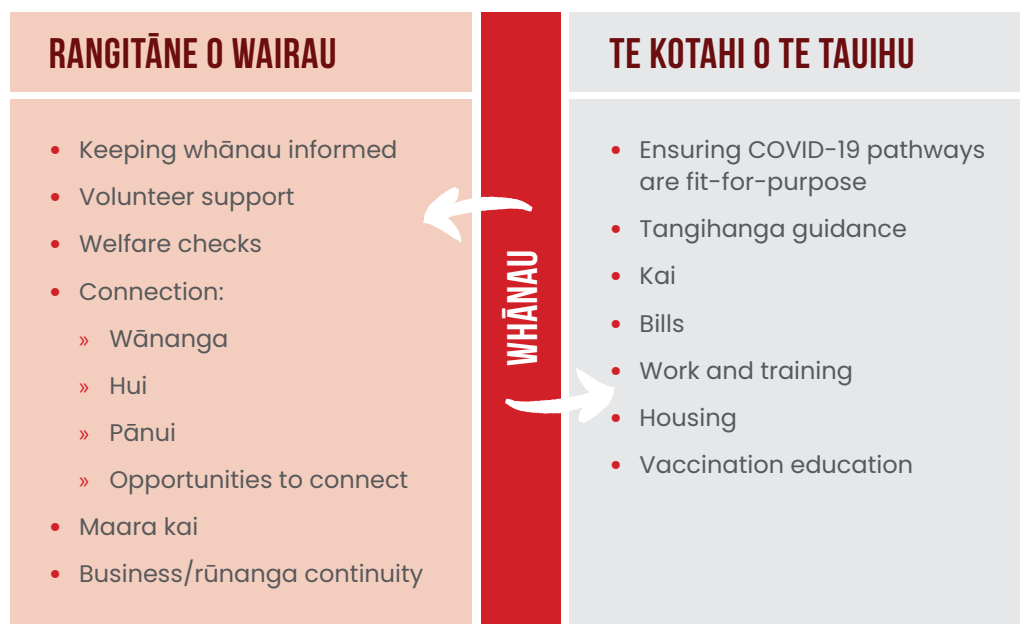 RANGITĀNE O WAIRAU
• Keeping whānau informed
• Volunteer support
• Welfare checks
• Connection:
» Wānanga
» Hui
» Pānui
» Opportunities to connect
• Maara kai
• Business/rūnanga continuity
WHĀNAU
TE KOTAHI O TE TAUIHU
• Ensuring COVID-19 pathways
are fit-for-purpose
• Tangihanga guidance
• Kai
• Bills
• Work and training
• Housing
• Vaccination education